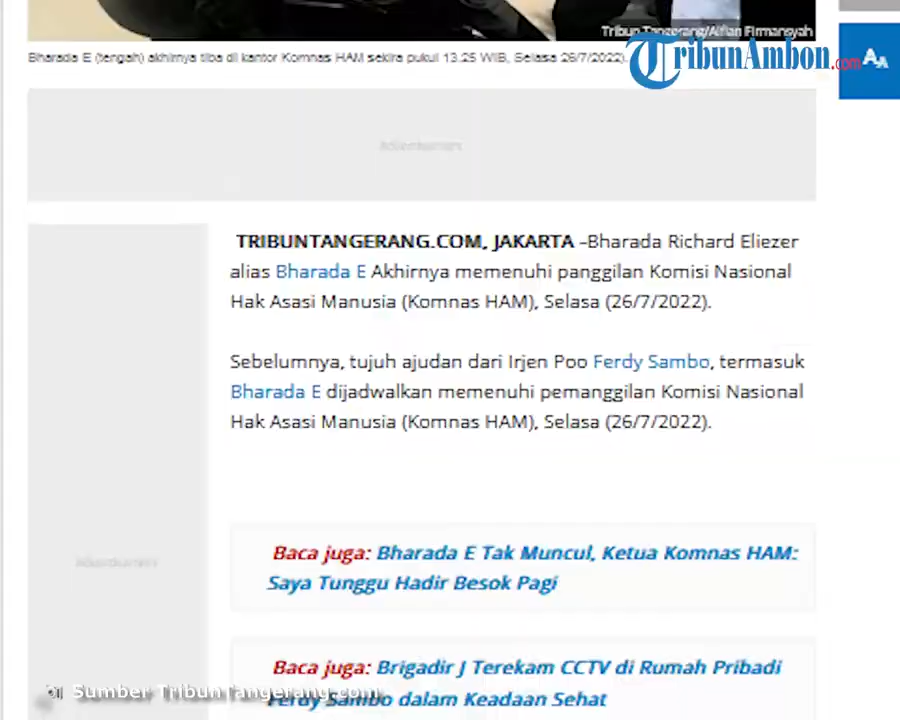 Tribun Tangerang/Alfian Firmansyah
Bharada E (tengah) akhirnya tiba di kantor Komnas HAM sekira pukul 13.25 WIB, Selasa 26/7/2022).
TribunAmbon.com
AA
Advertisement
TRIBUNTANGERANG.COM, JAKARTA –Bharada Richard Eliezer
alias Bharada E Akhirnya memenuhi panggilan Komisi Nasional
Hak Asasi Manusia (Komnas HAM), Selasa (26/7/2022).
Sebelumnya, tujuh ajudan dari Irjen Poo Ferdy Sambo, termasuk
Bharada E dijadwalkan memenuhi pemanggilan Komisi Nasional
Hak Asasi Manusia (Komnas HAM), Selasa (26/7/2022).
Baca juga: Bharada E Tak Muncul, Ketua Komnas HAM:
Saya Tunggu Hadir Besok Pagi
Advertisement
Baca juga: Brigadir J Terekam CCTV di Rumah Pribadi
Ferdy Sambo dalam Keadaan Sehat
Sumber TribunTangerang.com